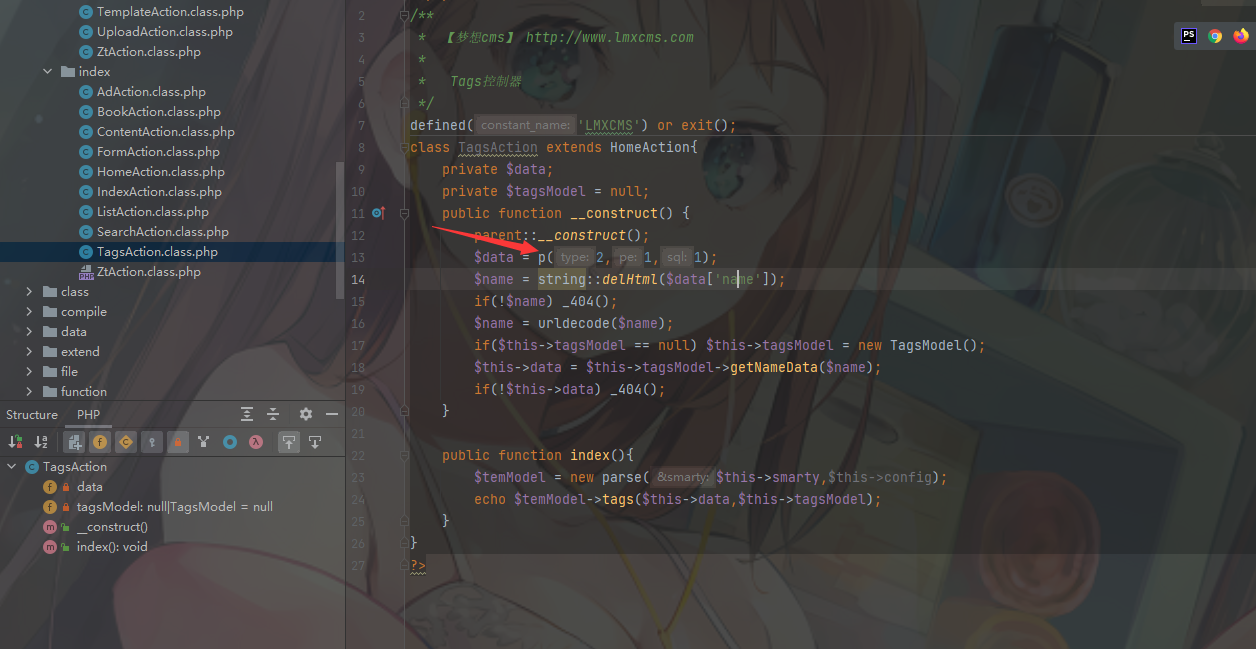 TemplateAction.class.php
UploadAction.class.php
ZtAction.class.php
index
AdAction.class.php
BookAction.class.php
ContentAction.class.php
FormAction.class.php
HomeAction.class.php
IndexAction.class.php
ListAction.class.php
SearchAction.class.php
TagsAction.class.php
ZtAction.class.php
class
compile
data
extend
file
function
Structure PHP
TagsAction
data
tagsModel: null|TagsModel = null
__construct()
index(): void
2 /**
3 * 【梦想cms】 http://www.lmxcms.com
4 *
5 * Tags控制器
6 */
7 defined( constant_name: 'LMXCMS') or exit();
8 class TagsAction extends HomeAction{
9 private $data;
10 private $tagsModel = null;
11 public function __construct() {
12 parent::__construct();
13 $data = p( type: 2, pe: 1, sql: 1);
14 $name = string::delHtml($data['name']);
15 if(!$name) _404();
16 $name = urldecode($name);
17 if($this->tagsModel == null) $this->tagsModel = new TagsModel();
18 $this->data = $this->tagsModel->getNameData($name);
19 if(!$this->data) _404();
20 }
21
22 public function index(){
23 $temModel = new parse( &smarty: $this->smarty,$this->config);
24 echo $temModel->tags($this->data,$this->tagsModel);
25 }
26 }
27 ?>
PS